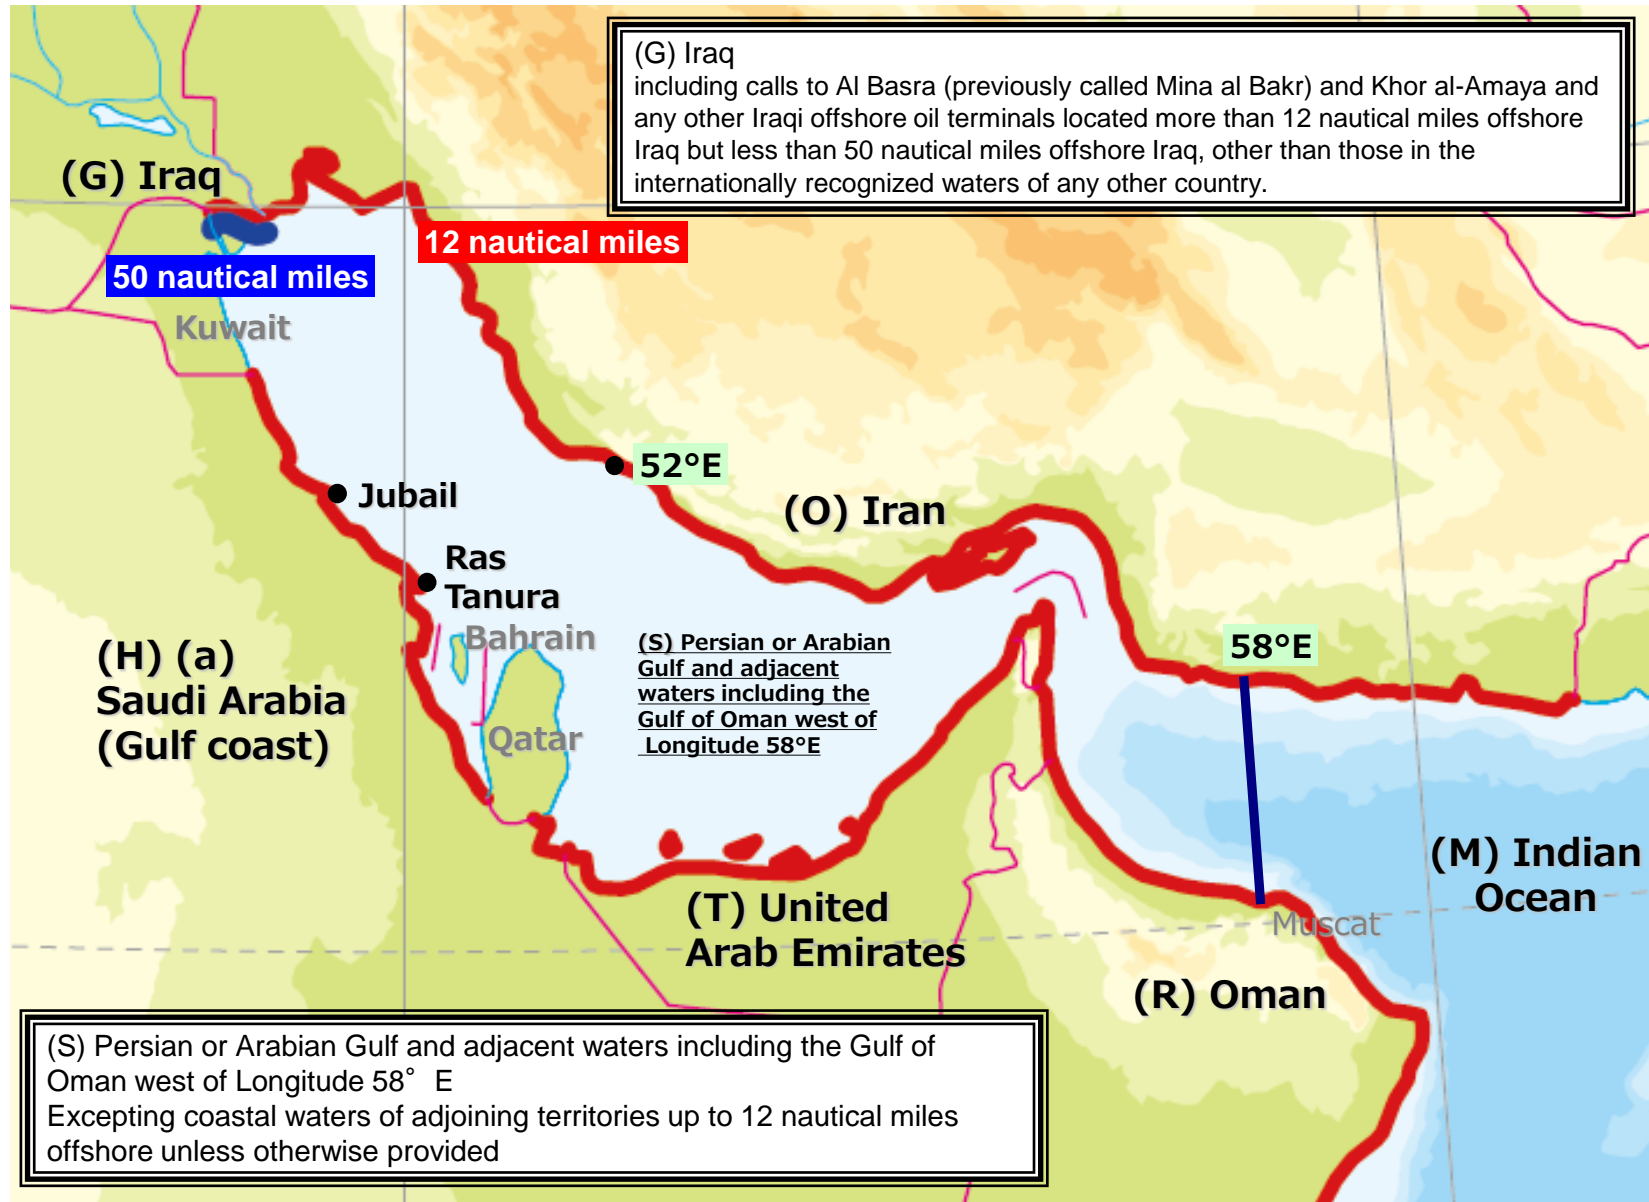 (G) Iraq
including calls to Al Basra (previously called Mina al Bakr) and Khor al-Amaya and
any other Iraqi offshore oil terminals located more than 12 nautical miles offshore
Iraq but less than 50 nautical miles offshore Iraq, other than those in the
internationally recognized waters of any other country.
(G) Iraq
12 nautical miles
50 nautical miles
Kuwait
52°E
Jubail
(O) Iran
Ras
Tanura
Bahrain
(H) (a)
Saudi Arabia
(Gulf coast)
(S) Persian or Arabian
Gulf and adjacent
waters including the
Gulf of Oman west of
Longitude 58°E
58°E
Qatar
(M) Indian
Ocean
(T) United
Arab Emirates
Muscat
(R) Oman
(S) Persian or Arabian Gulf and adjacent waters including the Gulf of
Oman west of Longitude 58° E
Excepting coastal waters of adjoining territories up to 12 nautical miles
offshore unless otherwise provided